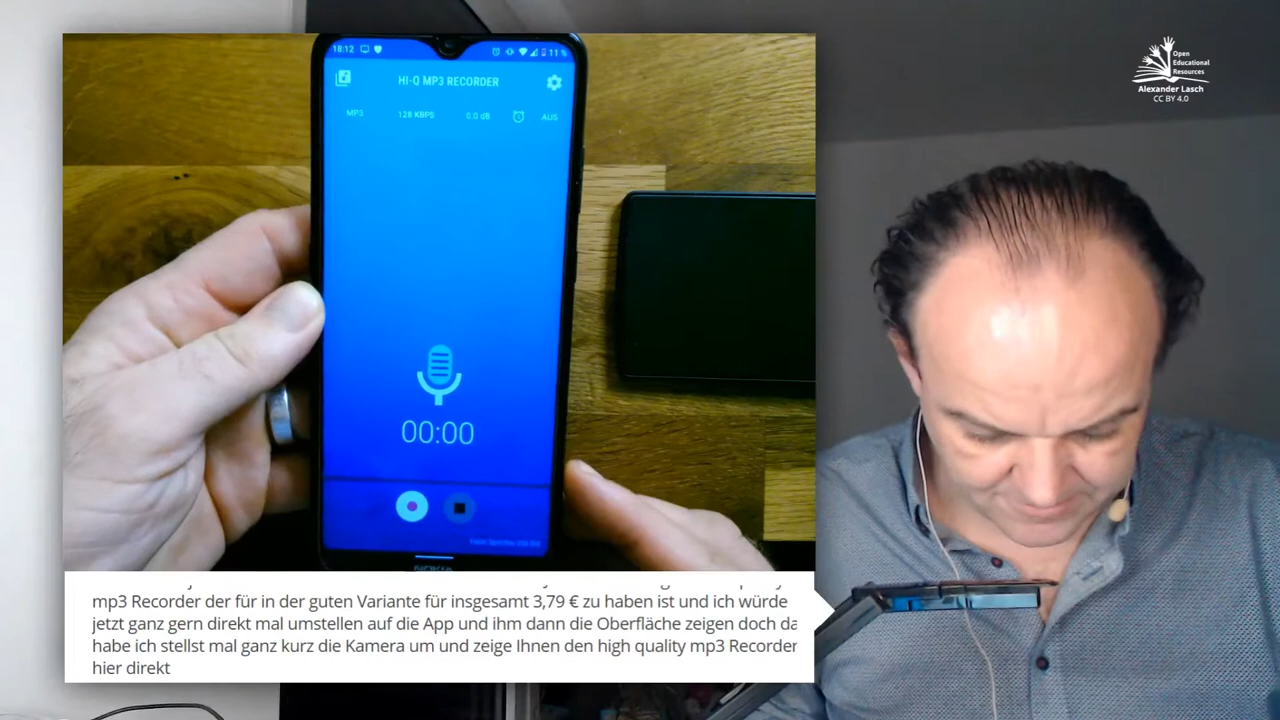 18:12
11 %
HI-Q MP3 RECORDER
MP3 128 KBPS 0.0 dB AUS
00:00
NOKIA
mp3 Recorder der für in der guten Variante für insgesamt 3,79 € zu haben ist und ich würde
jetzt ganz gern direkt mal umstellen auf die App und ihm dann die Oberfläche zeigen doch da
habe ich stellst mal ganz kurz die Kamera um und zeige Ihnen den high quality mp3 Recorder
hier direkt
Open
Educational
Resources
Alexander Lasch
CC BY 4.0